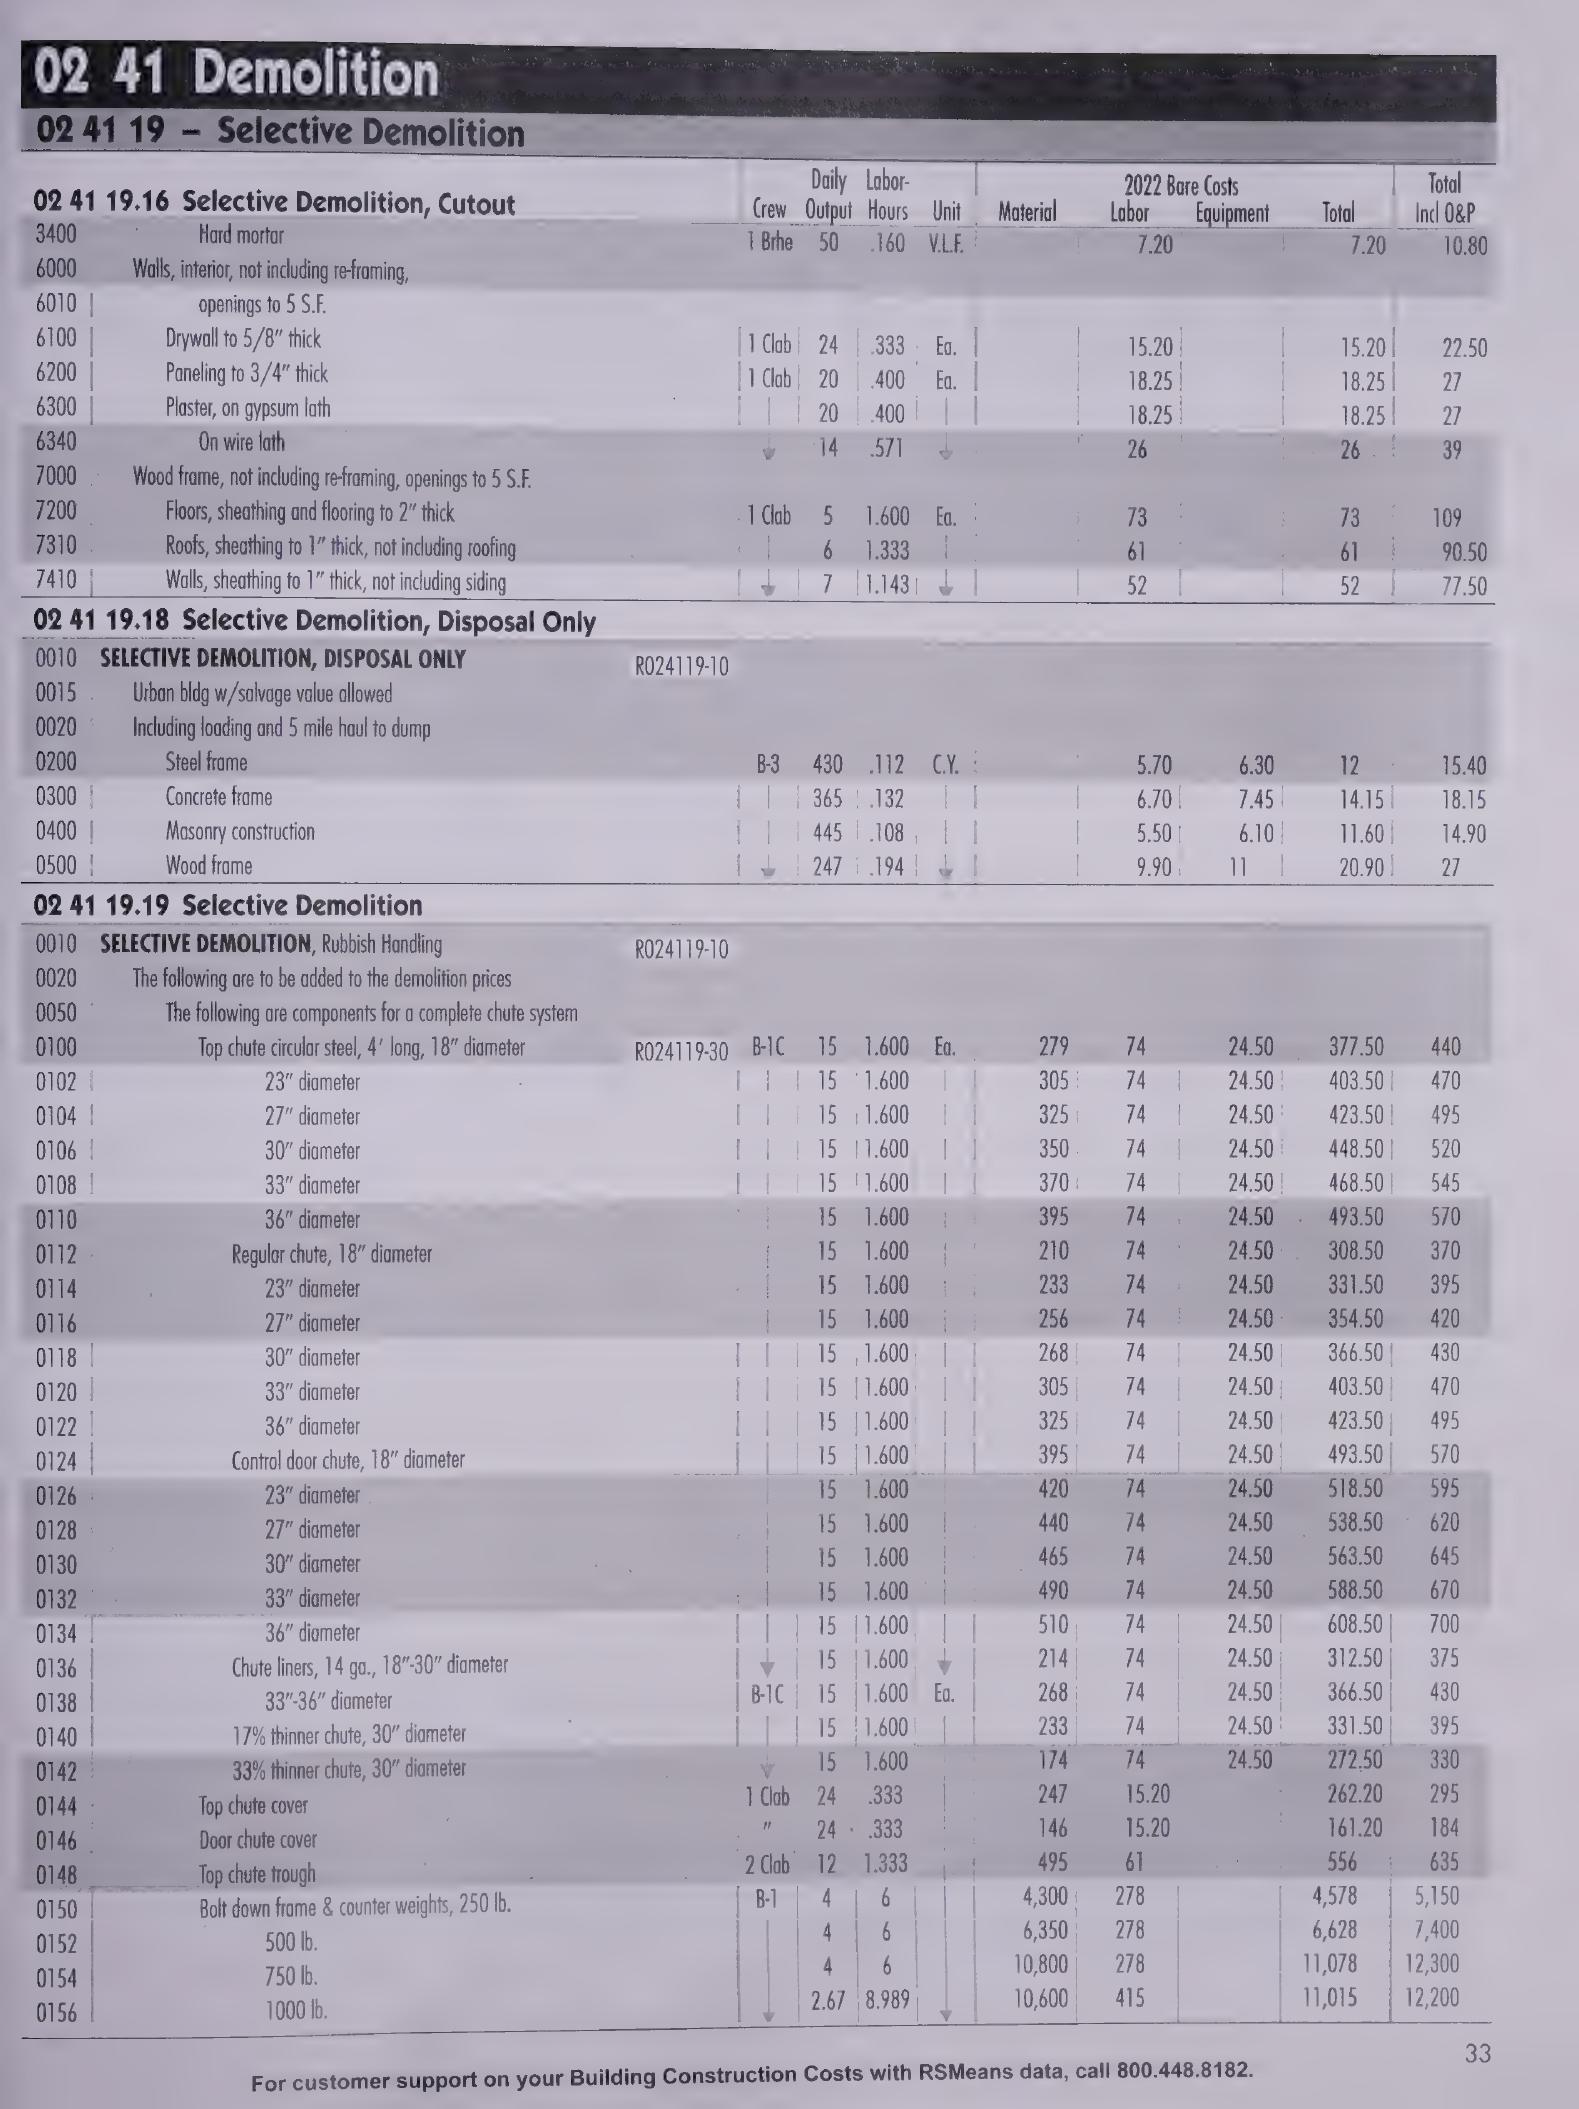 02 41 Demolition
02 41 19 – Selective Demolition
02 41 19.16 Selective Demolition, Cutout Crew Daily Output Labor-Hours Unit 2022 Bare Costs Material Labor Equipment Total Total Incl O&P
3400 Hard mortar 1 Brhe 50 .160 V.L.F. 7.20 7.20 10.80
6000 Walls, interior, not including re-framing,
6010 openings to 5 S.F.
6100 Drywall to 5/8" thick 1 Clab 24 .333 Ea. 15.20 15.20 22.50
6200 Paneling to 3/4" thick 1 Clab 20 .400 Ea. 18.25 18.25 27
6300 Plaster, on gypsum lath 20 .400 18.25 18.25 27
6340 On wire lath 14 .571 26 26 39
7000 Wood frame, not including re-framing, openings to 5 S.F.
7200 Floors, sheathing and flooring to 2" thick 1 Clab 5 1.600 Ea. 73 73 109
7310 Roofs, sheathing to 1" thick, not including roofing 6 1.333 61 61 90.50
7410 Walls, sheathing to 1" thick, not including siding 7 1.143 52 52 77.50
02 41 19.18 Selective Demolition, Disposal Only
0010 SELECTIVE DEMOLITION, DISPOSAL ONLY R024119-10
0015 Urban bldg w/salvage value allowed
0020 Including loading and 5 mile haul to dump
0200 Steel frame B-3 430 .112 C.Y. 5.70 6.30 12 15.40
0300 Concrete frame 365 .132 6.70 7.45 14.15 18.15
0400 Masonry construction 445 .108 5.50 6.10 11.60 14.90
0500 Wood frame 247 .194 9.90 11 20.90 27
02 41 19.19 Selective Demolition
0010 SELECTIVE DEMOLITION, Rubbish Handling R024119-10
0020 The following are to be added to the demolition prices
0050 The following are components for a complete chute system
0100 Top chute circular steel, 4' long, 18" diameter R024119-30 B-1C 15 1.600 Ea. 279 74 24.50 377.50 440
0102 23" diameter 15 1.600 305 74 24.50 403.50 470
0104 27" diameter 15 1.600 325 74 24.50 423.50 495
0106 30" diameter 15 1.600 350 74 24.50 448.50 520
0108 33" diameter 15 1.600 370 74 24.50 468.50 545
0110 36" diameter 15 1.600 395 74 24.50 493.50 570
0112 Regular chute, 18" diameter 15 1.600 210 74 24.50 308.50 370
0114 23" diameter 15 1.600 233 74 24.50 331.50 395
0116 27" diameter 15 1.600 256 74 24.50 354.50 420
0118 30" diameter 15 1.600 268 74 24.50 366.50 430
0120 33" diameter 15 1.600 305 74 24.50 403.50 470
0122 36" diameter 15 1.600 325 74 24.50 423.50 495
0124 Control door chute, 18" diameter 15 1.600 395 74 24.50 493.50 570
0126 23" diameter 15 1.600 420 74 24.50 518.50 595
0128 27" diameter 15 1.600 440 74 24.50 538.50 620
0130 30" diameter 15 1.600 465 74 24.50 563.50 645
0132 33" diameter 15 1.600 490 74 24.50 588.50 670
0134 36" diameter 15 1.600 510 74 24.50 608.50 700
0136 Chute liners, 14 ga., 18"-30" diameter 15 1.600 214 74 24.50 312.50 375
0138 33"-36" diameter B-1C 15 1.600 Ea. 268 74 24.50 366.50 430
0140 17% thinner chute, 30" diameter 15 1.600 233 74 24.50 331.50 395
0142 33% thinner chute, 30" diameter 15 1.600 174 74 24.50 272.50 330
0144 Top chute cover 1 Clab 24 .333 247 15.20 262.20 295
0146 Door chute cover " 24 .333 146 15.20 161.20 184
0148 Top chute trough 2 Clab 12 1.333 495 61 556 635
0150 Bolt down frame & counter weights, 250 lb. B-1 4 6 4,300 278 4,578 5,150
0152 500 lb. 4 6 6,350 278 6,628 7,400
0154 750 lb. 4 6 10,800 278 11,078 12,300
0156 1000 lb. 2.67 8.989 10,600 415 11,015 12,200
For customer support on your Building Construction Costs with RSMeans data, call 800.448.8182.
33